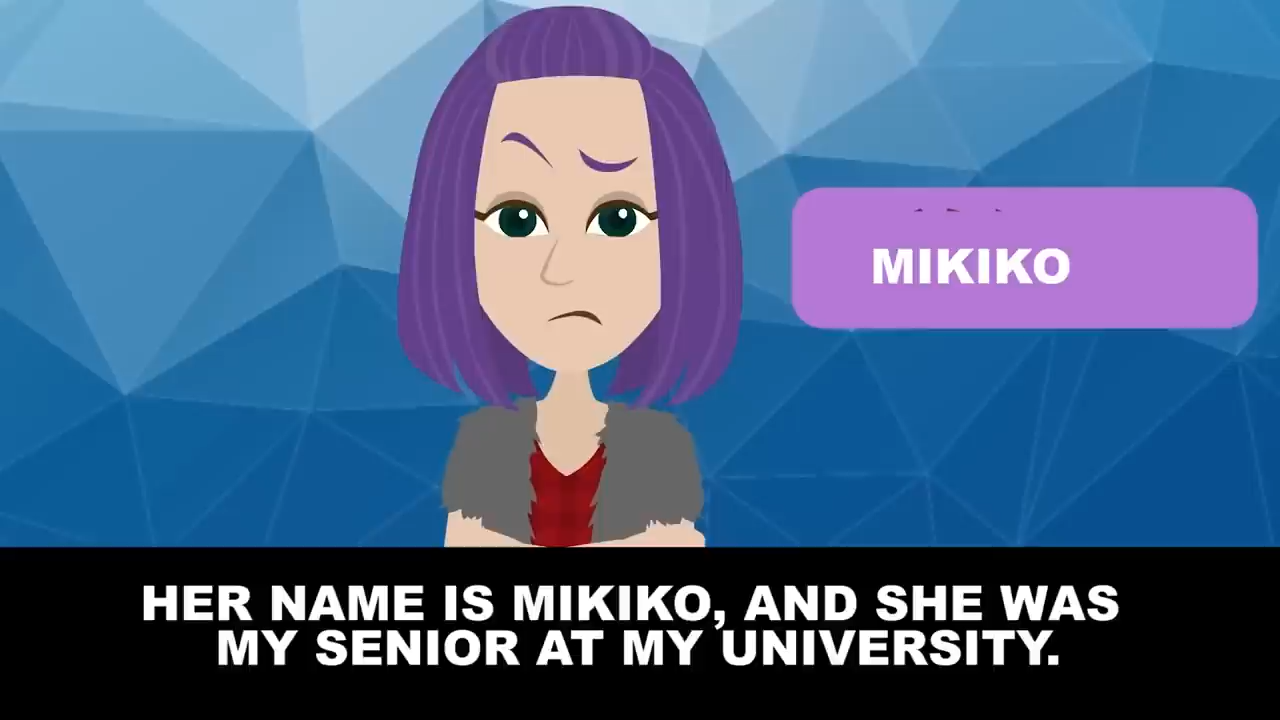 MIKIKO
HER NAME IS MIKIKO, AND SHE WAS
MY SENIOR AT MY UNIVERSITY.